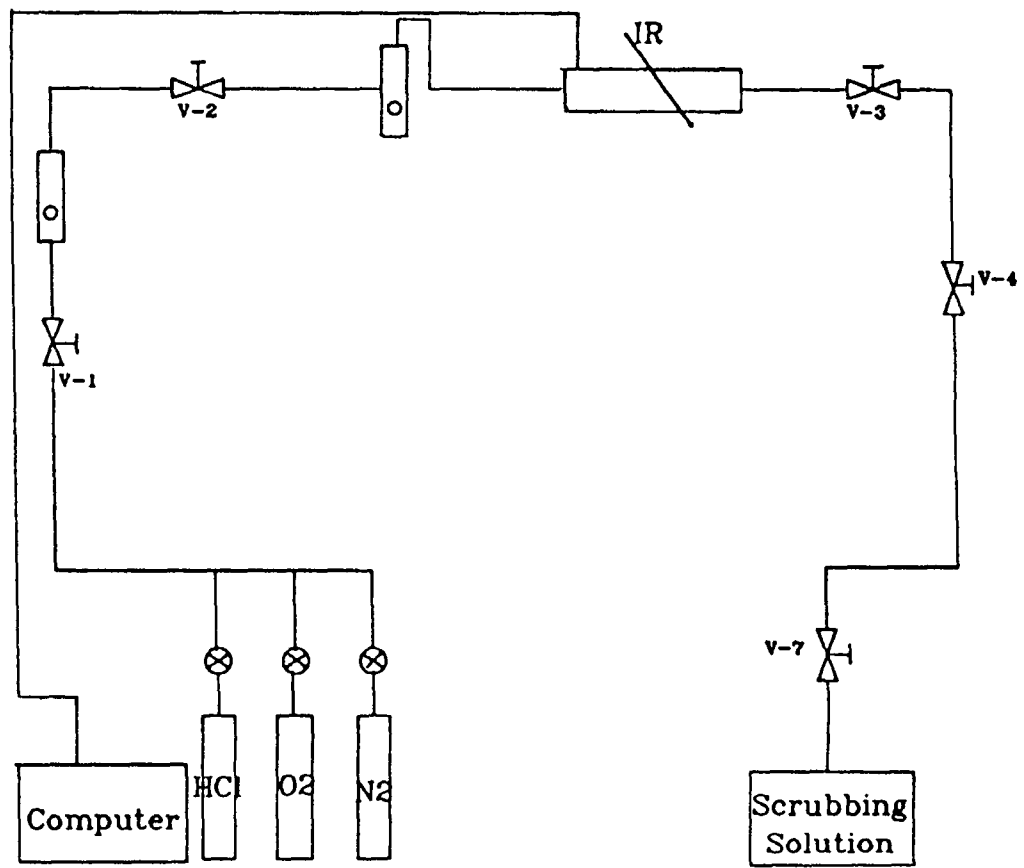 IR
V-2
V-3
V-4
V-1
V-7
HCl
O2
N2
Computer
Scrubbing
Solution